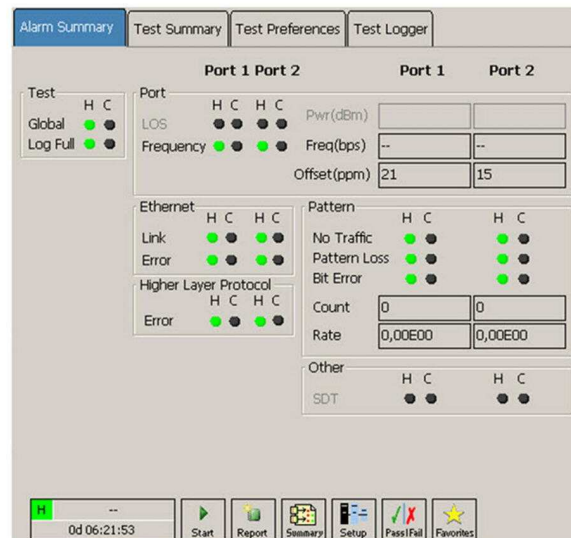 Alarm Summary Test Summary Test Preferences Test Logger
Port 1 Port 2 Port 1 Port 2
Test Port
H C H C H C
Global LOS Pwr(dBm)
Log Full Frequency Freq(bps) -- --
Offset(ppm) 21 15
Ethernet Pattern
H C H C H C H C
Link No Traffic
Error Pattern Loss
Higher Layer Protocol Bit Error
H C H C
Error Count 0 0
Rate 0,00E00 0,00E00
Other
H C H C
SDT
H --
0d 06:21:53 Start Report Summary Setup Pass|Fail Favorites